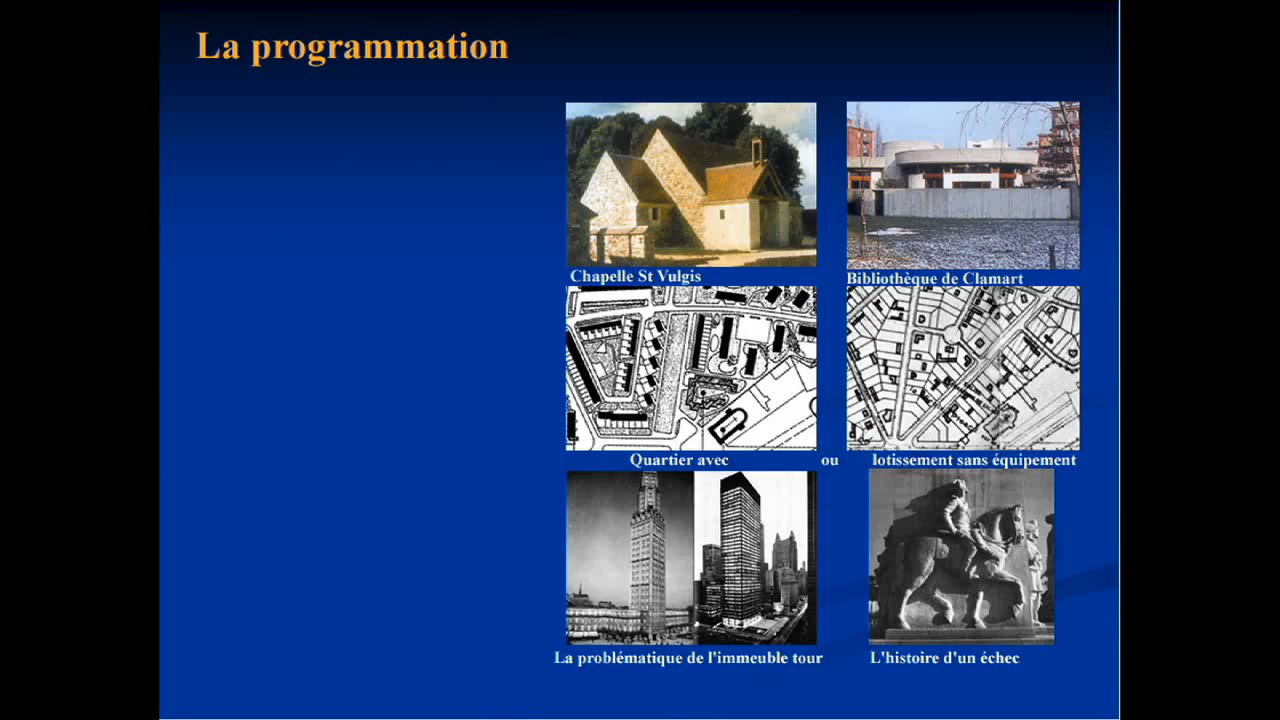 La programmation
Chapelle St Vulgis
Bibliothèque de Clamart
Quartier avec ou lotissement sans équipement
La problématique de l'immeuble tour
L'histoire d'un échec